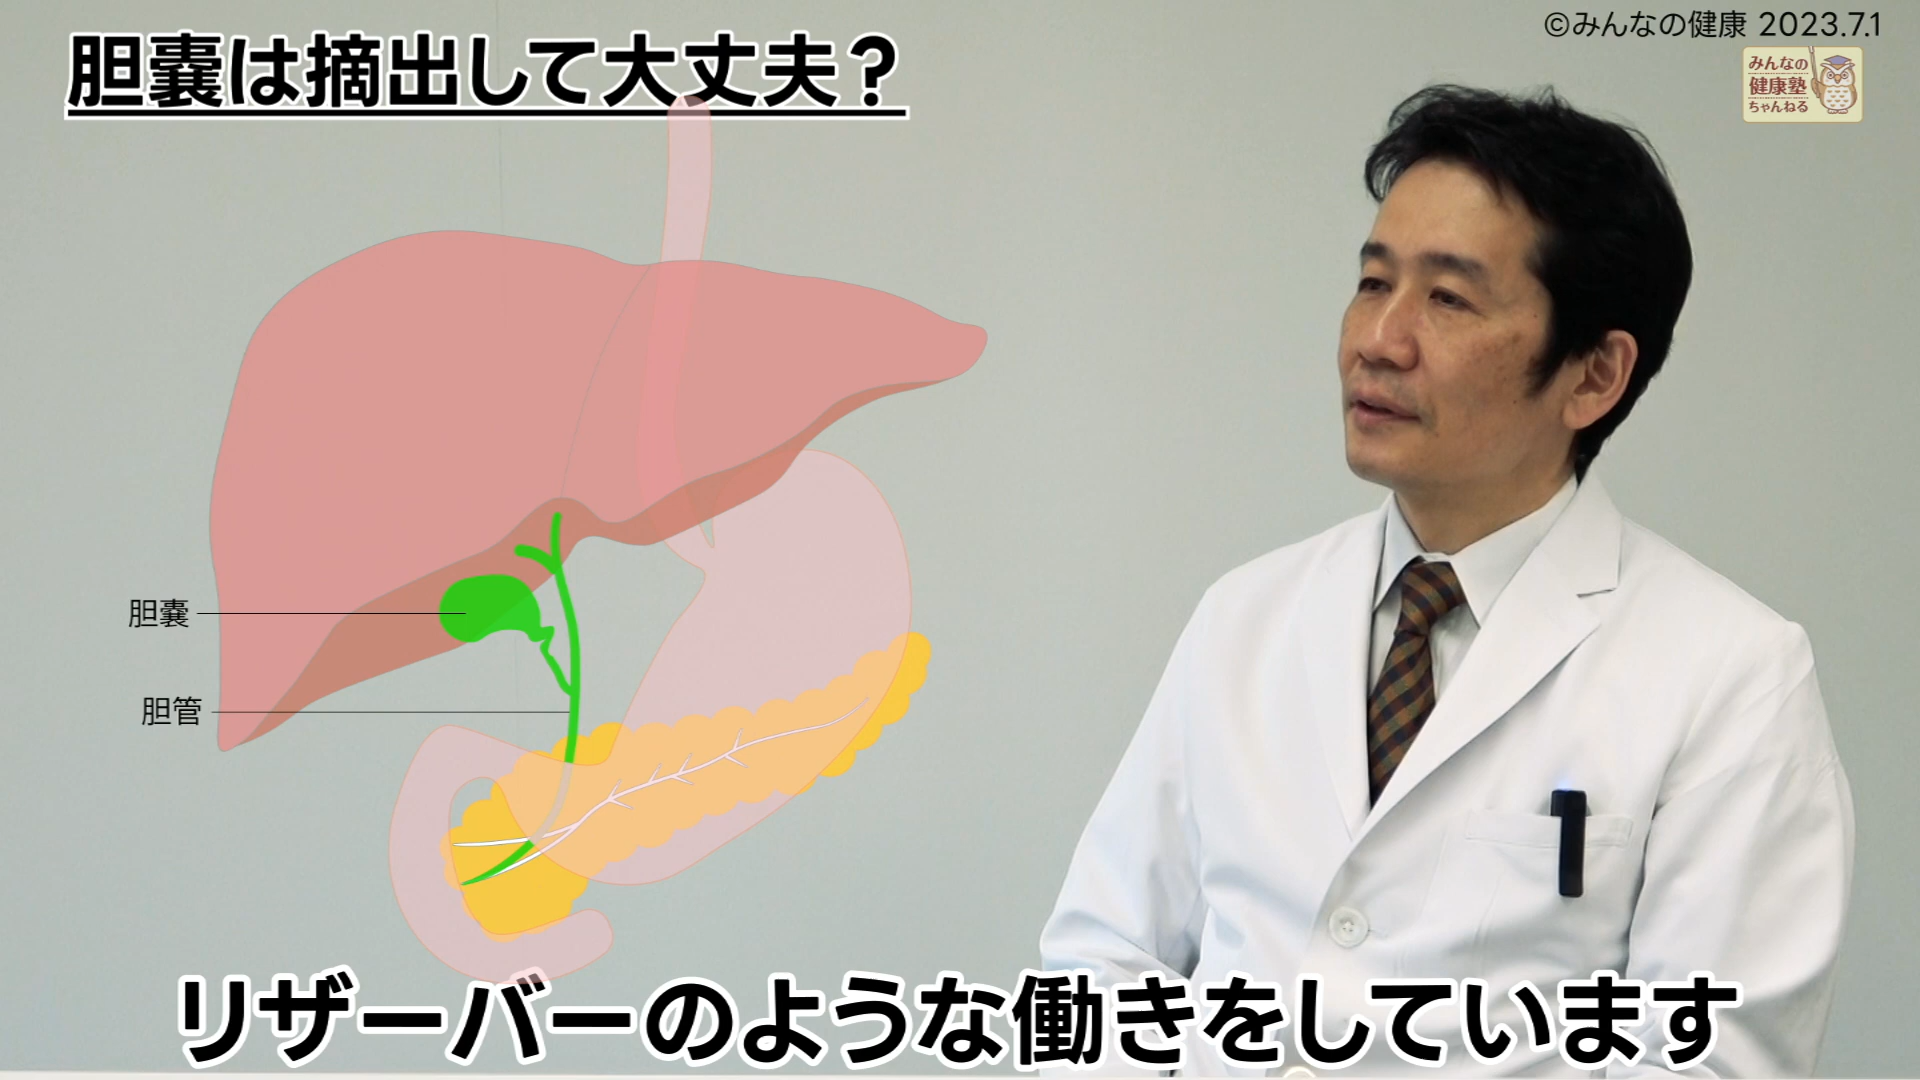 ©みんなの健康 2023.7.1
胆嚢は摘出して大丈夫？
みんなの
健康塾
ちゃんねる
胆嚢
胆管
リザーバーのような働きをしています